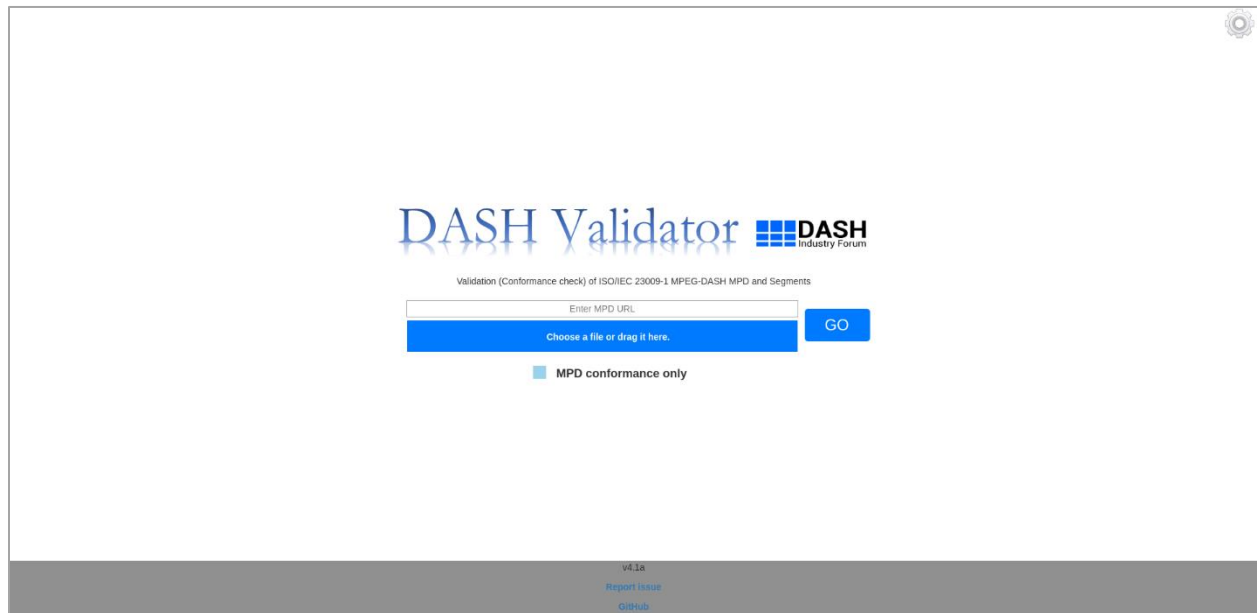 DASH Validator
DASH
Industry Forum
Validation (Conformance check) of ISO/IEC 23009-1 MPEG-DASH MPD and Segments
Enter MPD URL
Choose a file or drag it here.
GO
MPD conformance only
v4.1a
Report issue
GitHub